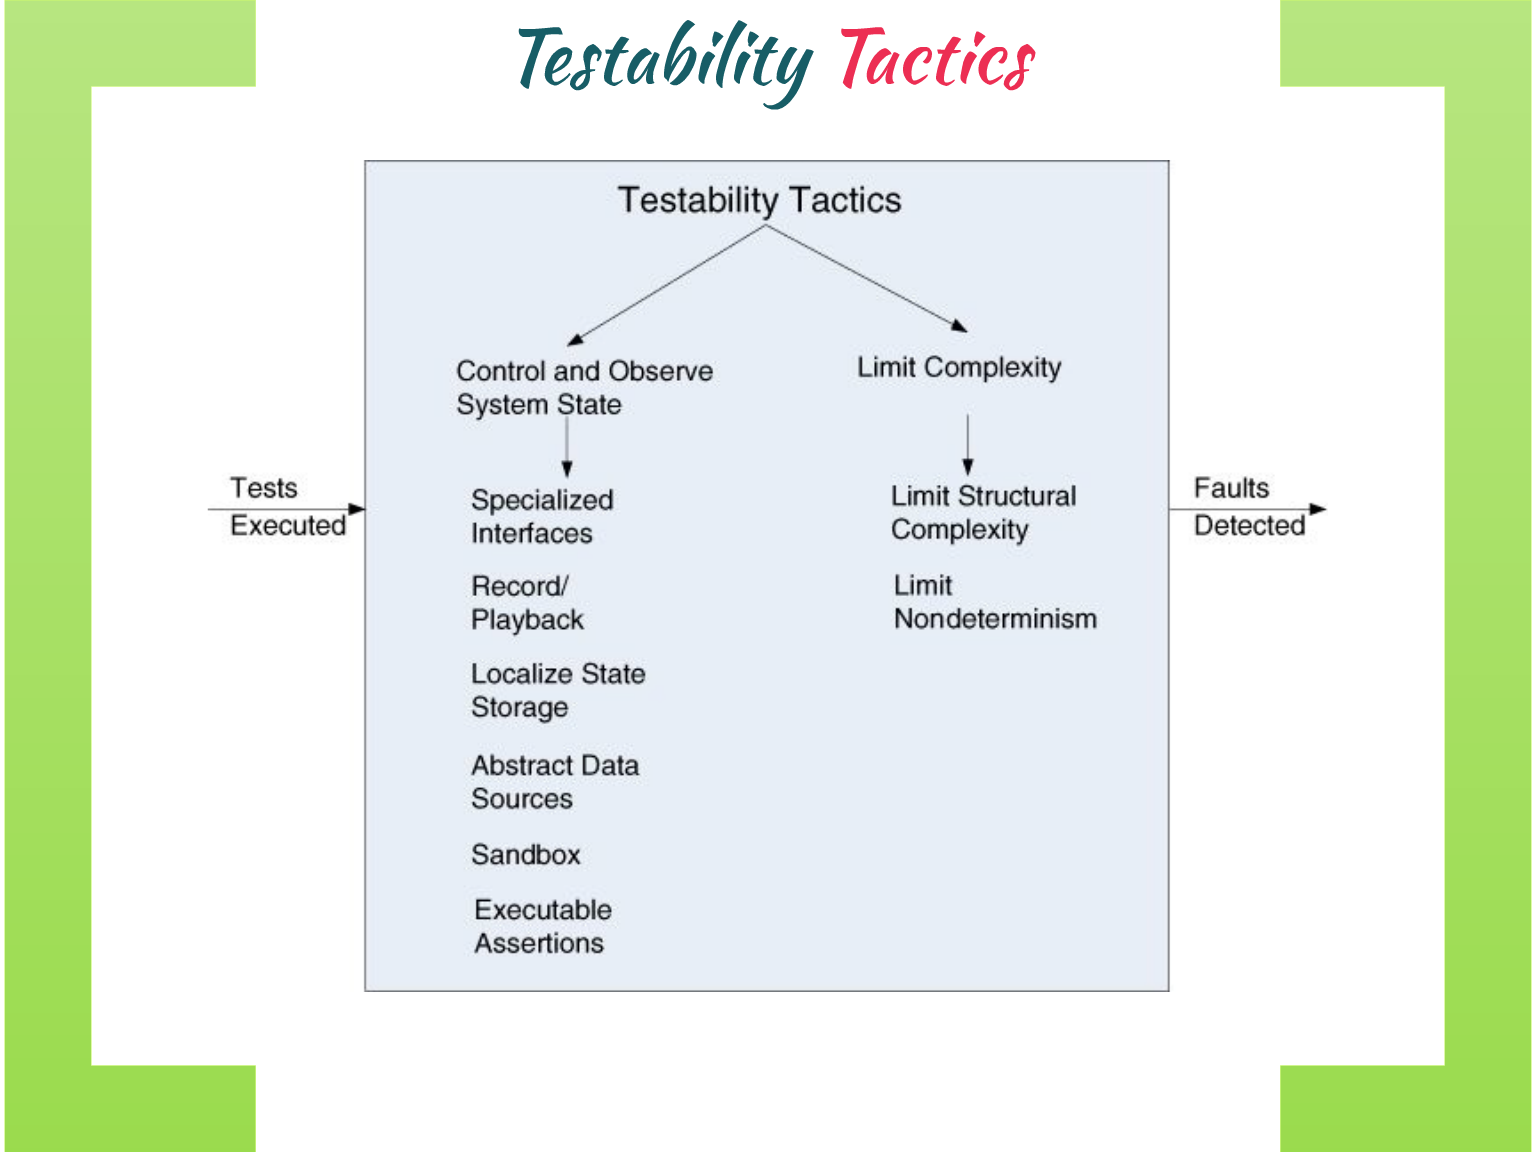 Testability Tactics
Testability Tactics
Control and Observe
System State
Limit Complexity
Tests
Executed
Specialized
Interfaces
Record/
Playback
Localize State
Storage
Abstract Data
Sources
Sandbox
Executable
Assertions
Limit Structural
Complexity
Limit
Nondeterminism
Faults
Detected